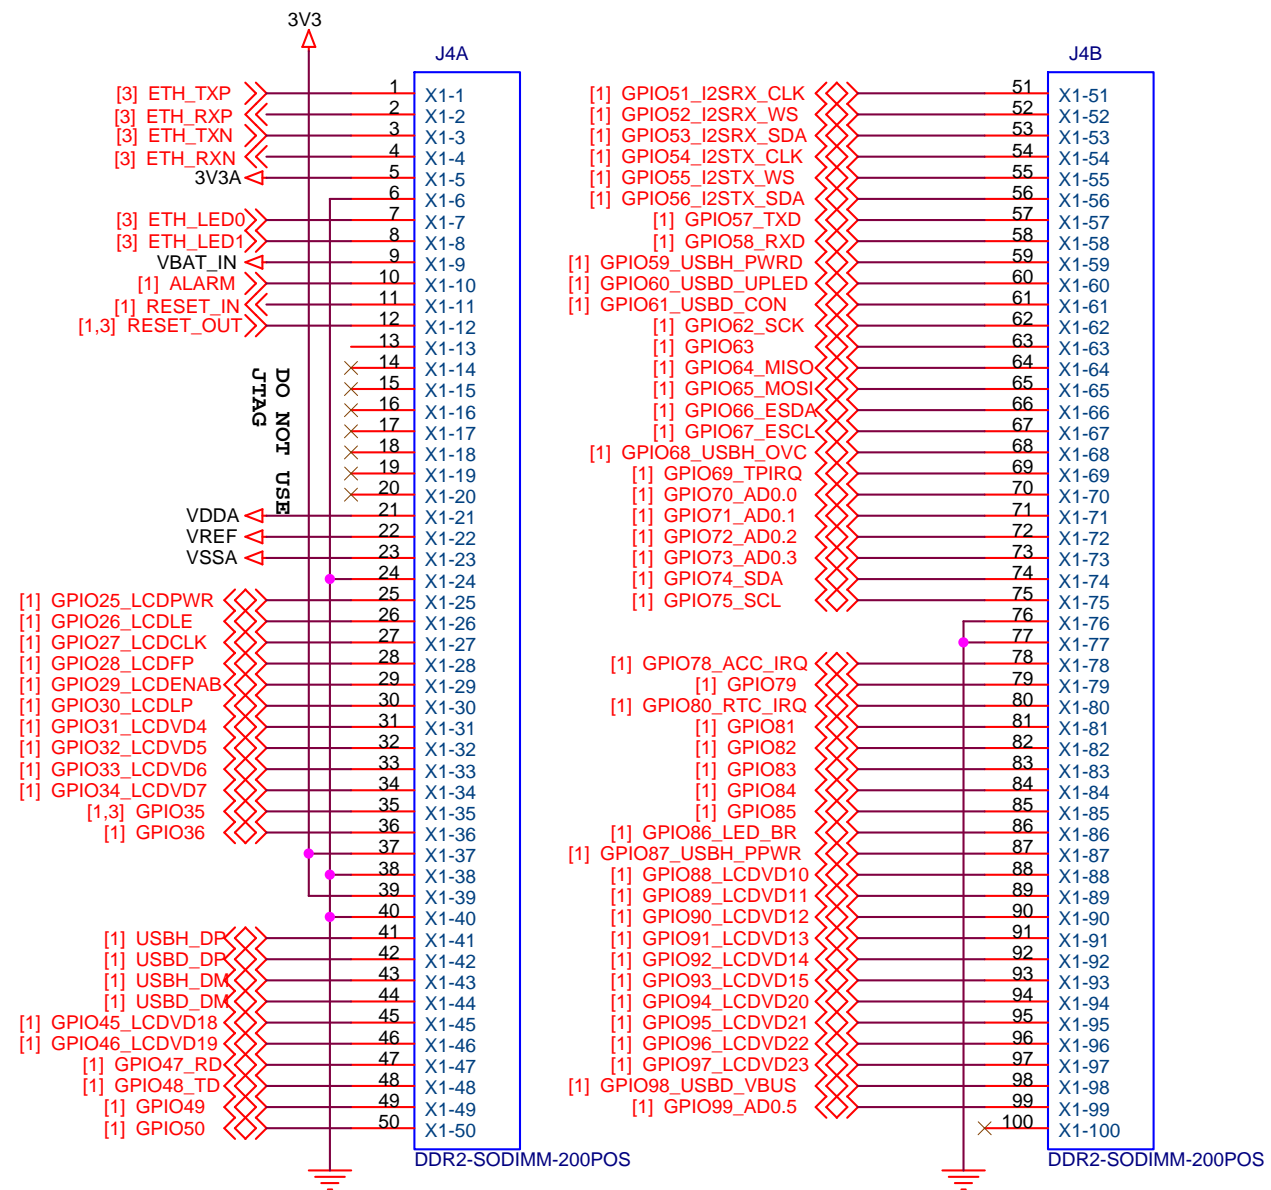 3V3
J4A
[3] ETH_TXP 1 X1-1
[3] ETH_RXP 2 X1-2
[3] ETH_TXN 3 X1-3
[3] ETH_RXN 4 X1-4
3V3A 5 X1-5
6 X1-6
[3] ETH_LED0 7 X1-7
[3] ETH_LED1 8 X1-8
VBAT_IN 9 X1-9
[1] ALARM 10 X1-10
[1] RESET_IN 11 X1-11
[1,3] RESET_OUT 12 X1-12
13 X1-13
14 X1-14
15 X1-15
16 X1-16
17 X1-17
18 X1-18
19 X1-19
20 X1-20
DO NOT USE
JTAG
VDDA 21 X1-21
VREF 22 X1-22
VSSA 23 X1-23
24 X1-24
[1] GPIO25_LCDPWR 25 X1-25
[1] GPIO26_LCDLE 26 X1-26
[1] GPIO27_LCDCLK 27 X1-27
[1] GPIO28_LCDFP 28 X1-28
[1] GPIO29_LCDENAB 29 X1-29
[1] GPIO30_LCDLP 30 X1-30
[1] GPIO31_LCDVD4 31 X1-31
[1] GPIO32_LCDVD5 32 X1-32
[1] GPIO33_LCDVD6 33 X1-33
[1] GPIO34_LCDVD7 34 X1-34
[1,3] GPIO35 35 X1-35
[1] GPIO36 36 X1-36
37 X1-37
38 X1-38
39 X1-39
40 X1-40
[1] USBH_DP 41 X1-41
[1] USBD_DP 42 X1-42
[1] USBH_DM 43 X1-43
[1] USBD_DM 44 X1-44
[1] GPIO45_LCDVD18 45 X1-45
[1] GPIO46_LCDVD19 46 X1-46
[1] GPIO47_RD 47 X1-47
[1] GPIO48_TD 48 X1-48
[1] GPIO49 49 X1-49
[1] GPIO50 50 X1-50
DDR2-SODIMM-200POS
J4B
[1] GPIO51_I2SRX_CLK 51 X1-51
[1] GPIO52_I2SRX_WS 52 X1-52
[1] GPIO53_I2SRX_SDA 53 X1-53
[1] GPIO54_I2STX_CLK 54 X1-54
[1] GPIO55_I2STX_WS 55 X1-55
[1] GPIO56_I2STX_SDA 56 X1-56
[1] GPIO57_TXD 57 X1-57
[1] GPIO58_RXD 58 X1-58
[1] GPIO59_USBH_PWRD 59 X1-59
[1] GPIO60_USBD_UPLED 60 X1-60
[1] GPIO61_USBD_CON 61 X1-61
[1] GPIO62_SCK 62 X1-62
[1] GPIO63 63 X1-63
[1] GPIO64_MISO 64 X1-64
[1] GPIO65_MOSI 65 X1-65
[1] GPIO66_ESDA 66 X1-66
[1] GPIO67_ESCL 67 X1-67
[1] GPIO68_USBH_OVC 68 X1-68
[1] GPIO69_TPIRQ 69 X1-69
[1] GPIO70_AD0.0 70 X1-70
[1] GPIO71_AD0.1 71 X1-71
[1] GPIO72_AD0.2 72 X1-72
[1] GPIO73_AD0.3 73 X1-73
[1] GPIO74_SDA 74 X1-74
[1] GPIO75_SCL 75 X1-75
76 X1-76
77 X1-77
[1] GPIO78_ACC_IRQ 78 X1-78
[1] GPIO79 79 X1-79
[1] GPIO80_RTC_IRQ 80 X1-80
[1] GPIO81 81 X1-81
[1] GPIO82 82 X1-82
[1] GPIO83 83 X1-83
[1] GPIO84 84 X1-84
[1] GPIO85 85 X1-85
[1] GPIO86_LED_BR 86 X1-86
[1] GPIO87_USBH_PPWR 87 X1-87
[1] GPIO88_LCDVD10 88 X1-88
[1] GPIO89_LCDVD11 89 X1-89
[1] GPIO90_LCDVD12 90 X1-90
[1] GPIO91_LCDVD13 91 X1-91
[1] GPIO92_LCDVD14 92 X1-92
[1] GPIO93_LCDVD15 93 X1-93
[1] GPIO94_LCDVD20 94 X1-94
[1] GPIO95_LCDVD21 95 X1-95
[1] GPIO96_LCDVD22 96 X1-96
[1] GPIO97_LCDVD23 97 X1-97
[1] GPIO98_USBD_VBUS 98 X1-98
[1] GPIO99_AD0.5 99 X1-99
100 X1-100
DDR2-SODIMM-200POS